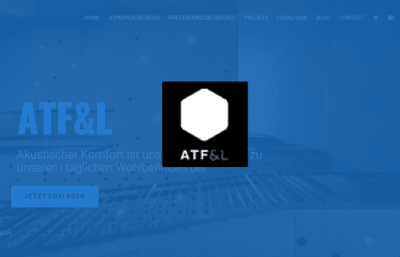 HOME A PROPOS DE NOUS PRESTATIONS DE SERVICE PROJETS CATALOGUE BLOG CONTACT
ATF&L
ATF&L
Akustischer Komfort ist uns zu
unserem täglichen Wohlbefinden bei
JETZT LOSLEGEN